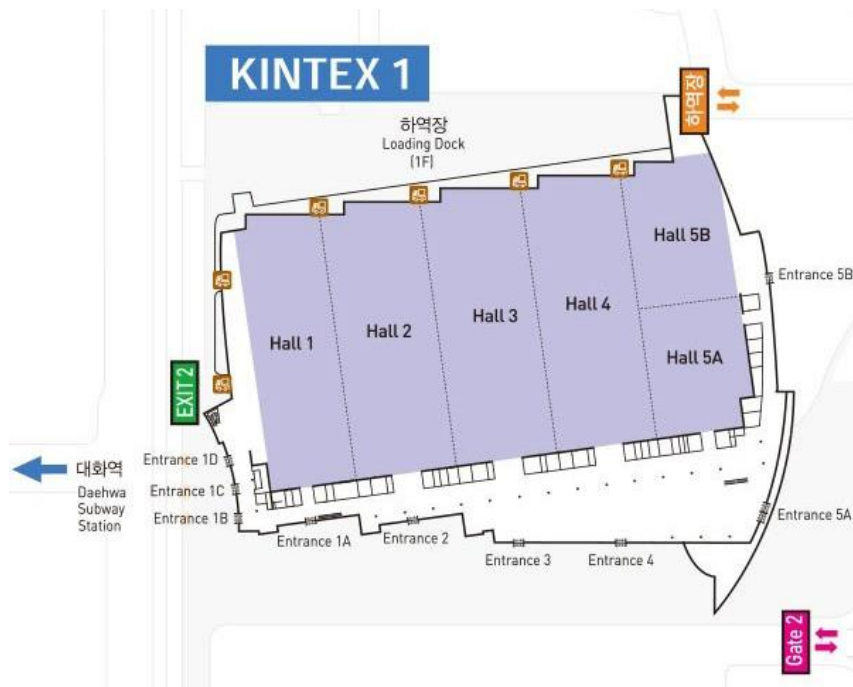 KINTEX 1
하역장
하역장
Loading Dock
(1F)
Hall 5B
Entrance 5B
Hall 4
Hall 3
Hall 2
Hall 1
Hall 5A
EXIT 2
대화역
Daehwa
Subway
Station
Entrance 1D
Entrance 1C
Entrance 1B
Entrance 1A
Entrance 2
Entrance 3
Entrance 4
Entrance 5A
Gate 2